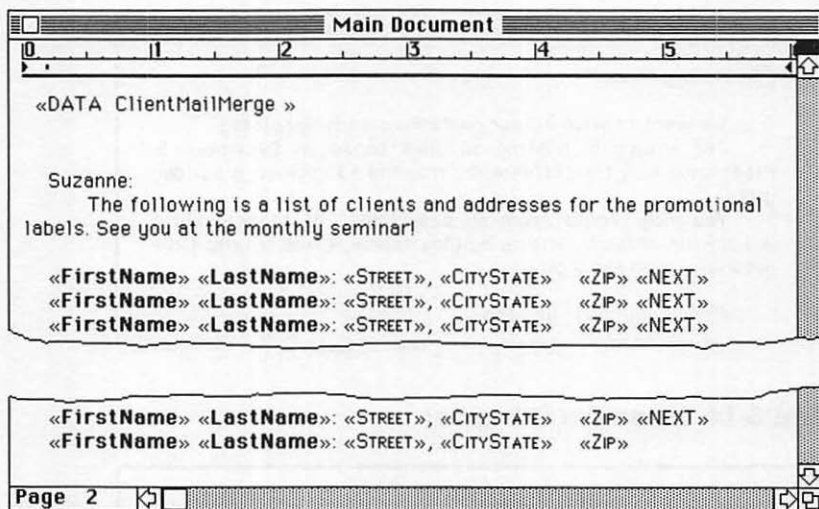 Main Document
0 1 2 3 4 5
«DATA ClientMailMerge »
Suzanne:
The following is a list of clients and addresses for the promotional
labels. See you at the monthly seminar!
«FirstName» «LastName»: «STREET», «CITYSTATE» «ZIP» «NEXT»
«FirstName» «LastName»: «STREET», «CITYSTATE» «ZIP» «NEXT»
«FirstName» «LastName»: «STREET», «CITYSTATE» «ZIP» «NEXT»
«FirstName» «LastName»: «STREET», «CITYSTATE» «ZIP» «NEXT»
«FirstName» «LastName»: «STREET», «CITYSTATE» «ZIP»
Page 2